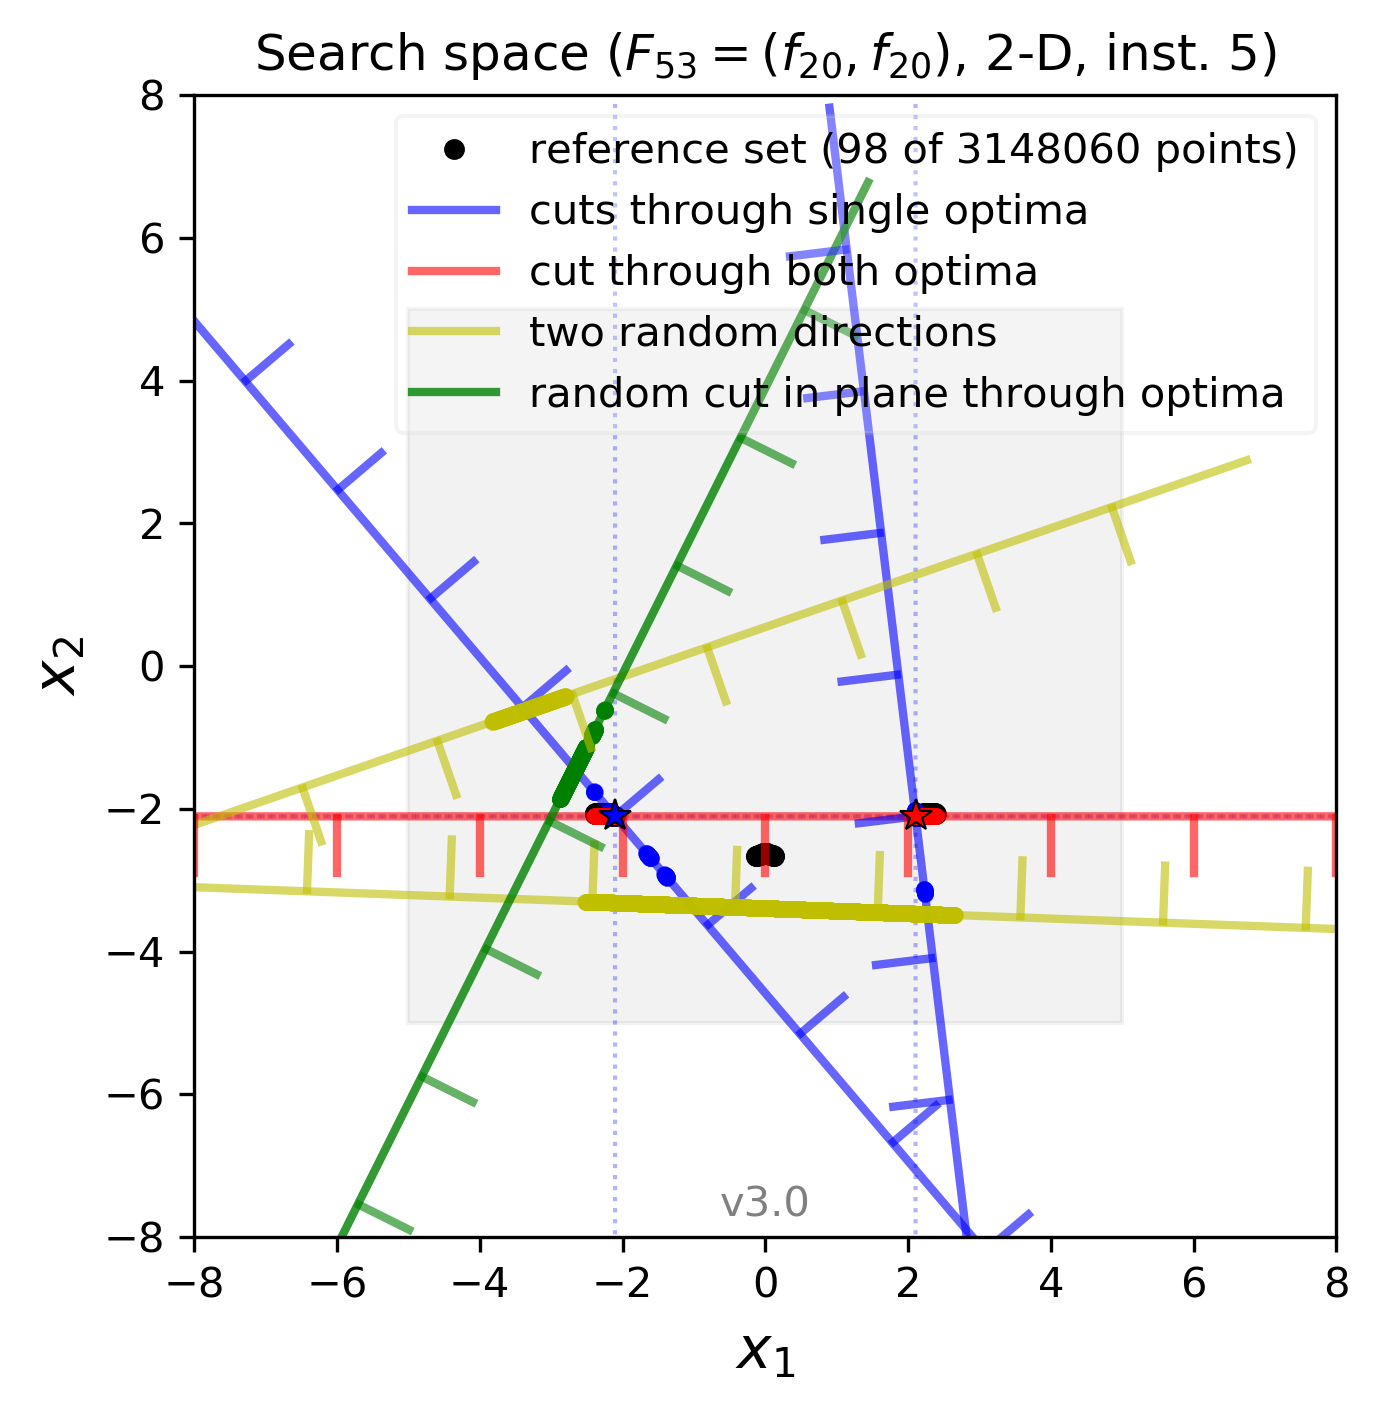 Search space (F₅₃ = (f₂₀, f₂₀), 2-D, inst. 5)
8
reference set (98 of 3148060 points)
cuts through single optima
6
cut through both optima
two random directions
4
random cut in plane through optima
2
0
−2
−4
−6
−8
x₂
v3.0
−8 −6 −4 −2 0 2 4 6 8
x₁